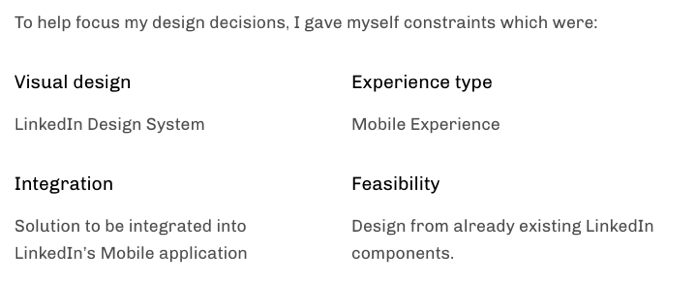 To help focus my design decisions, I gave myself constraints which were:
Visual design
LinkedIn Design System
Experience type
Mobile Experience
Integration
Solution to be integrated into
LinkedIn's Mobile application
Feasibility
Design from already existing LinkedIn
components.